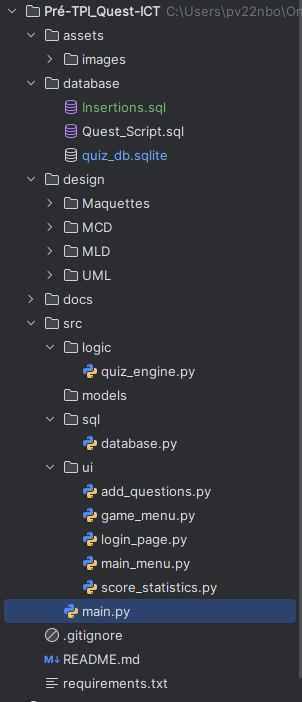 Pré-TPI_Quest-ICT C:\Users\pv22nbo\On
assets
images
database
Insertions.sql
Quest_Script.sql
quiz_db.sqlite
design
Maquettes
MCD
MLD
UML
docs
src
logic
quiz_engine.py
models
sql
database.py
ui
add_questions.py
game_menu.py
login_page.py
main_menu.py
score_statistics.py
main.py
.gitignore
M↓ README.md
requirements.txt